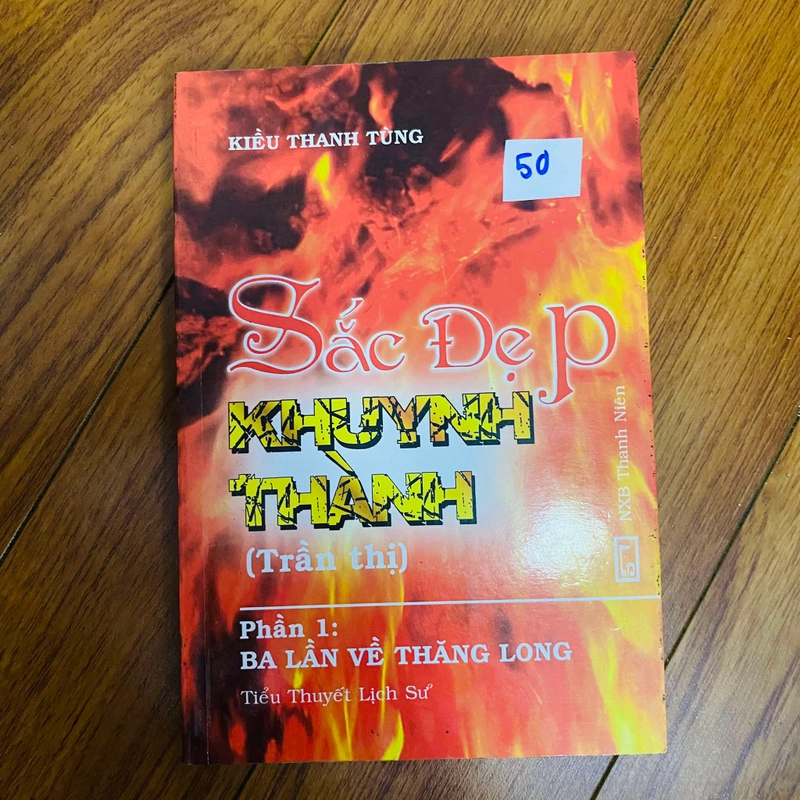 KIỀU THANH TÙNG
50
Sắc Đẹp
KHUYNH
THÀNH
(Trần thị)
NXB Thanh Niên
Phần 1:
BA LẦN VỀ THĂNG LONG
Tiểu Thuyết Lịch Sử